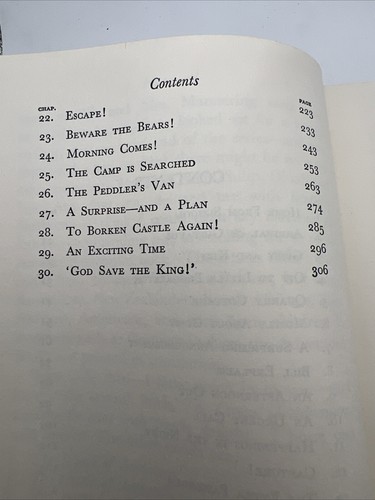 Contents
CHAP. PAGE
22. ESCAPE! 223
23. BEWARE THE BEARS! 233
24. MORNING COMES! 243
25. THE CAMP IS SEARCHED 253
26. THE PEDDLER'S VAN 263
27. A SURPRISE—AND A PLAN 274
28. TO BORKEN CASTLE AGAIN! 285
29. AN EXCITING TIME 296
30. 'GOD SAVE THE KING!' 306